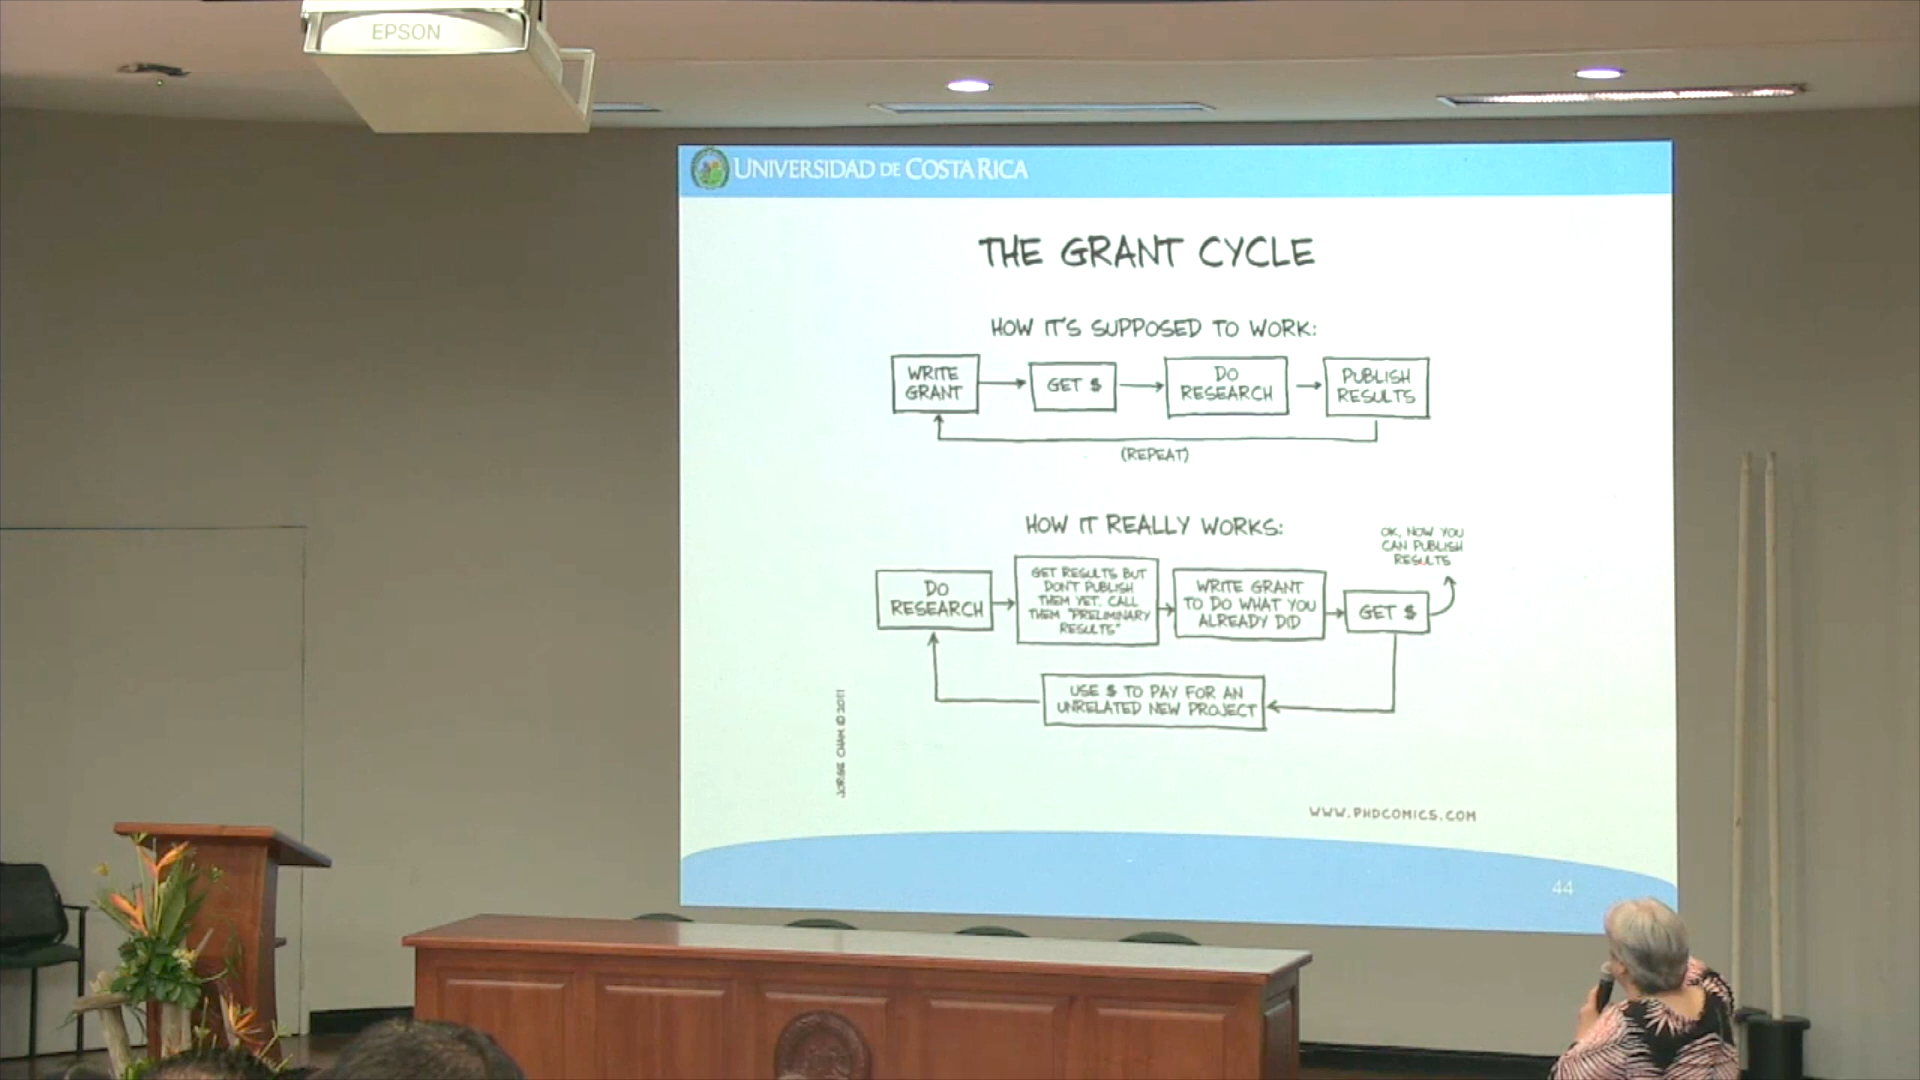 EPSON
UNIVERSIDAD DE COSTA RICA
THE GRANT CYCLE
HOW IT'S SUPPOSED TO WORK:
WRITE
GRANT
GET $
DO
RESEARCH
PUBLISH
RESULTS
(REPEAT)
HOW IT REALLY WORKS:
OK, NOW YOU
CAN PUBLISH
RESULTS
DO
RESEARCH
GET RESULTS BUT
DON'T PUBLISH
THEM YET. CALL
THEM "PRELIMINARY
RESULTS"
WRITE GRANT
TO DO WHAT YOU
ALREADY DID
GET $
USE $ TO PAY FOR AN
UNRELATED NEW PROJECT
JORGE CHAM © 2011
WWW.PHDCOMICS.COM
44